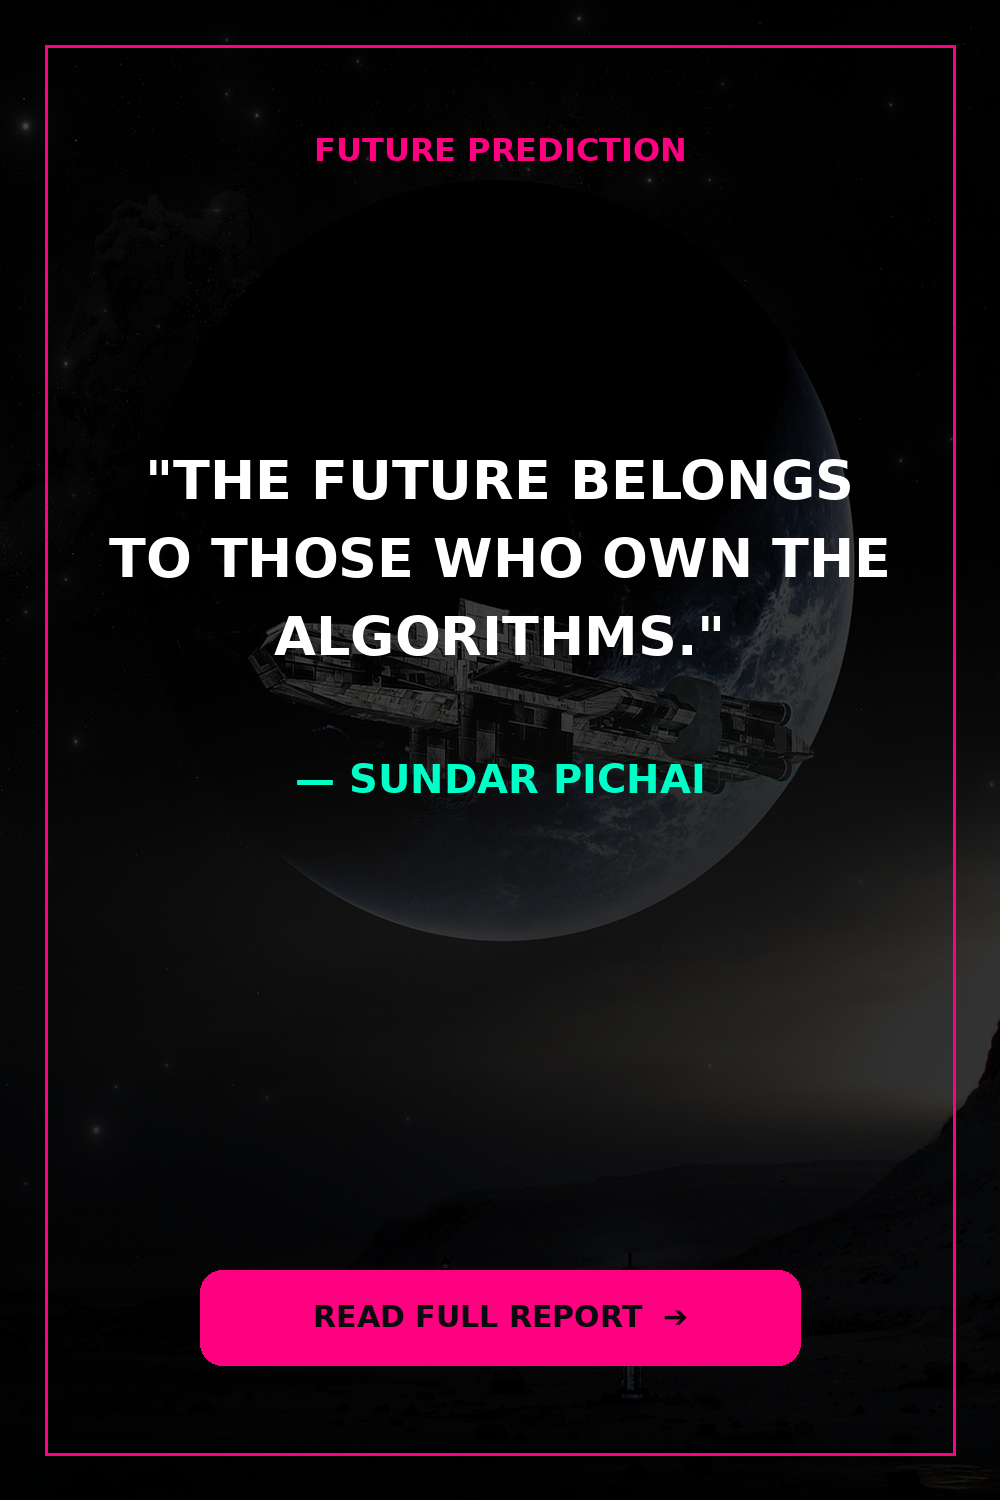 FUTURE PREDICTION
"THE FUTURE BELONGS
TO THOSE WHO OWN THE
ALGORITHMS."
— SUNDAR PICHAI
READ FULL REPORT ➔